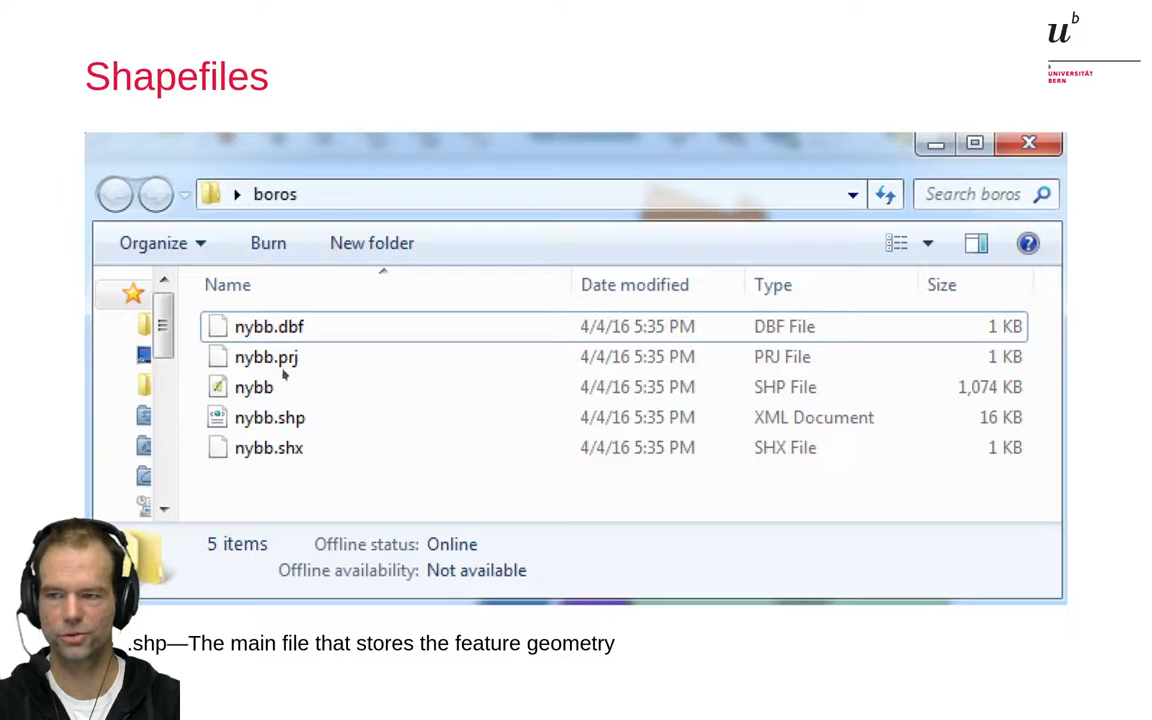 Shapefiles
u b
b
UNIVERSITÄT
BERN
boros
Search boros
Organize
Burn
New folder
Name
Date modified
Type
Size
nybb.dbf 4/4/16 5:35 PM DBF File 1 KB
nybb.prj 4/4/16 5:35 PM PRJ File 1 KB
nybb 4/4/16 5:35 PM SHP File 1,074 KB
nybb.shp 4/4/16 5:35 PM XML Document 16 KB
nybb.shx 4/4/16 5:35 PM SHX File 1 KB
5 items Offline status: Online
Offline availability: Not available
.shp—The main file that stores the feature geometry